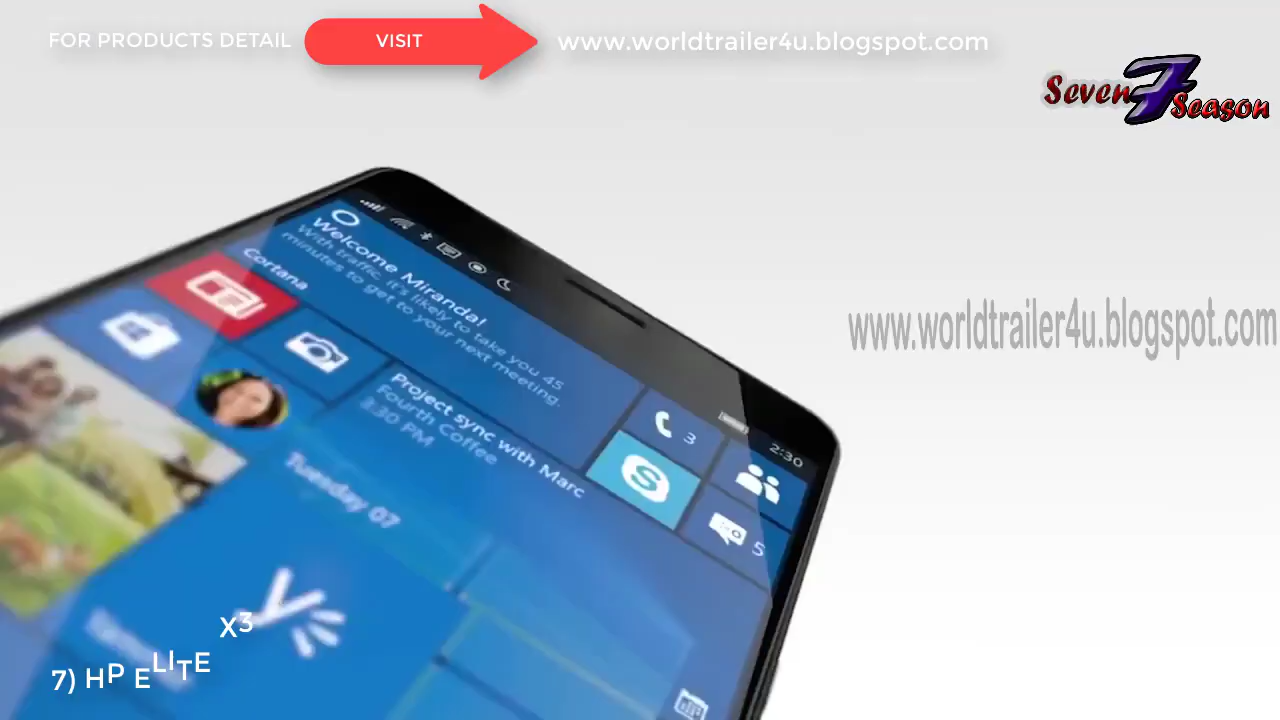 FOR PRODUCTS DETAIL
VISIT
www.worldtrailer4u.blogspot.com
Seven 7 Season
www.worldtrailer4u.blogspot.com
2:30
Welcome Miranda!
With traffic, it's likely to take you 45
minutes to get to your next meeting.
Cortana
3
Project sync with Marc
Fourth Coffee
3:30 PM
5
Tuesday 07
7) HP ELITE X3